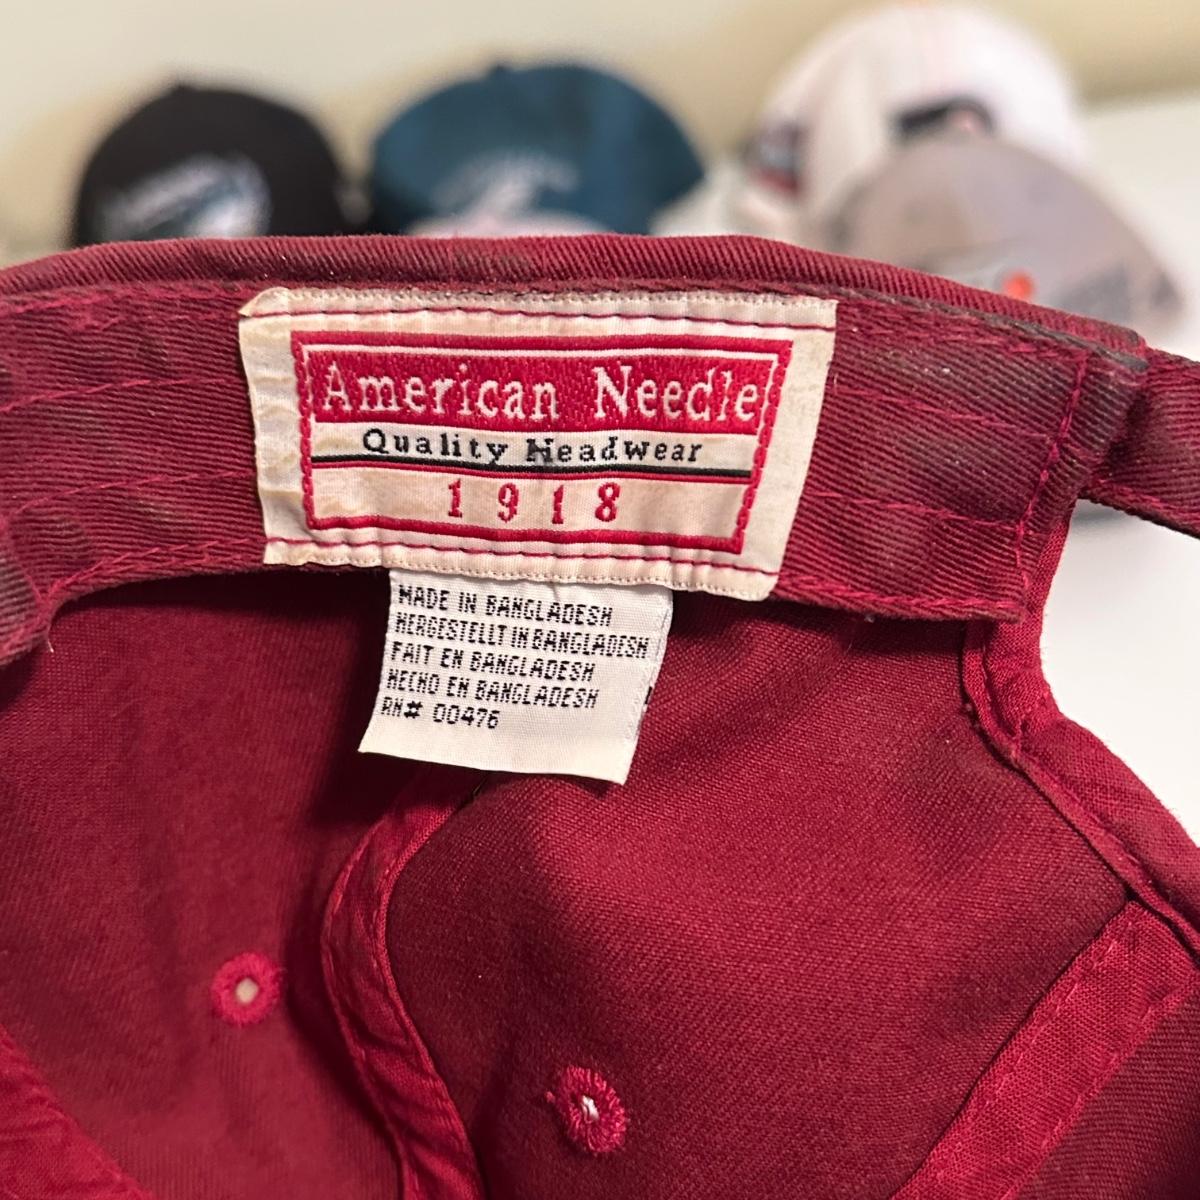 American Needle
Quality Headwear
1918
MADE IN BANGLADESH
HERGESTELLT IN BANGLADESH
FAIT EN BANGLADESH
HECHO EN BANGLADESH
RN# 00476